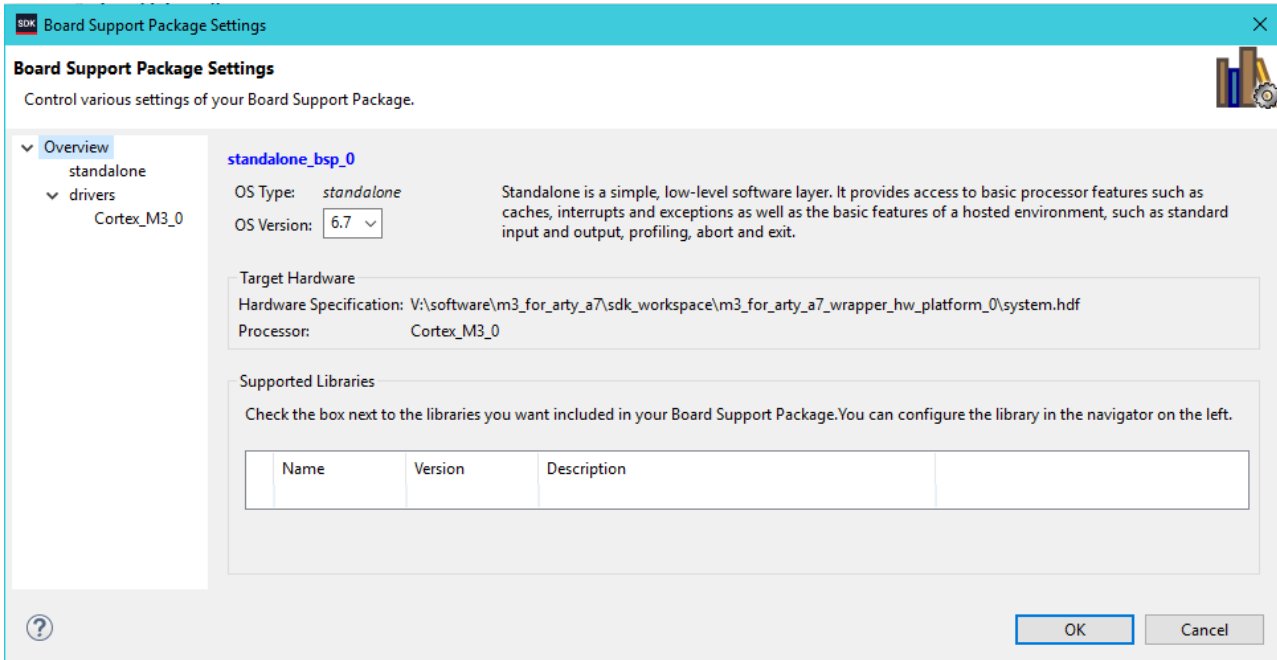 SDK Board Support Package Settings
Board Support Package Settings
Control various settings of your Board Support Package.
Overview
standalone
drivers
Cortex_M3_0
standalone_bsp_0
OS Type: standalone
OS Version: 6.7
Standalone is a simple, low-level software layer. It provides access to basic processor features such as
caches, interrupts and exceptions as well as the basic features of a hosted environment, such as standard
input and output, profiling, abort and exit.
Target Hardware
Hardware Specification: V:\software\m3_for_arty_a7\sdk_workspace\m3_for_arty_a7_wrapper_hw_platform_0\system.hdf
Processor: Cortex_M3_0
Supported Libraries
Check the box next to the libraries you want included in your Board Support Package.You can configure the library in the navigator on the left.
Name Version Description
?
OK Cancel